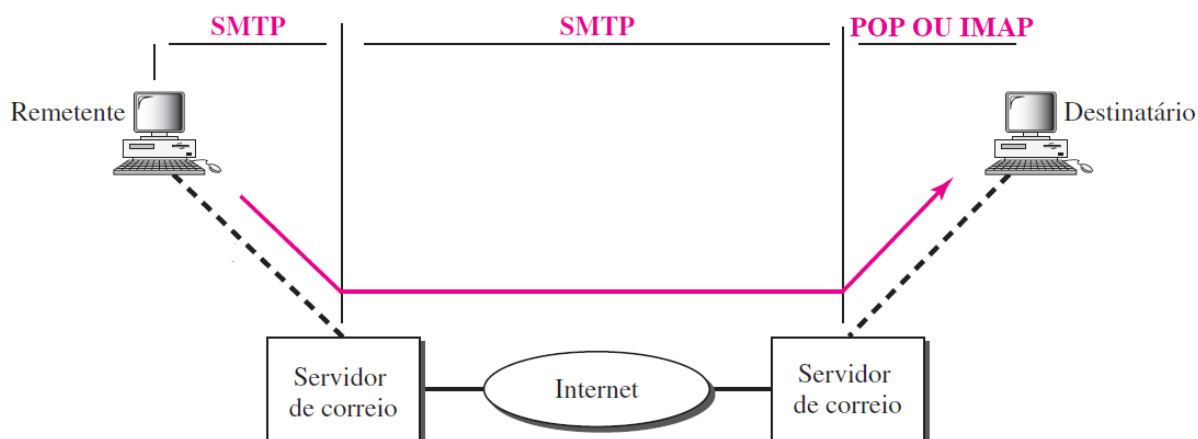 SMTP
SMTP
POP OU IMAP
Remetente
Destinatário
Servidor
de correio
Internet
Servidor
de correio